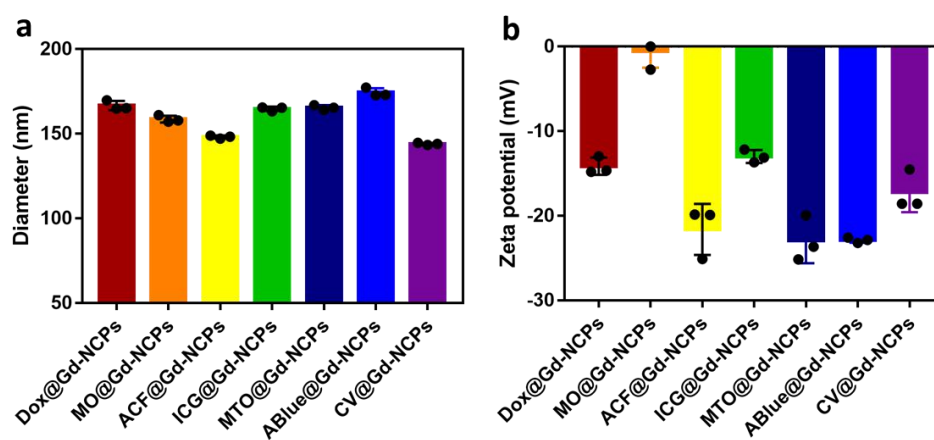 a
Diameter (nm)
200
150
100
50
Dox@Gd-NCPs
MO@Gd-NCPs
ACF@Gd-NCPs
ICG@Gd-NCPs
MTO@Gd-NCPs
ABlue@Gd-NCPs
CV@Gd-NCPs
b
Zeta potential (mV)
0
-10
-20
-30
Dox@Gd-NCPs
MO@Gd-NCPs
ACF@Gd-NCPs
ICG@Gd-NCPs
MTO@Gd-NCPs
ABlue@Gd-NCPs
CV@Gd-NCPs